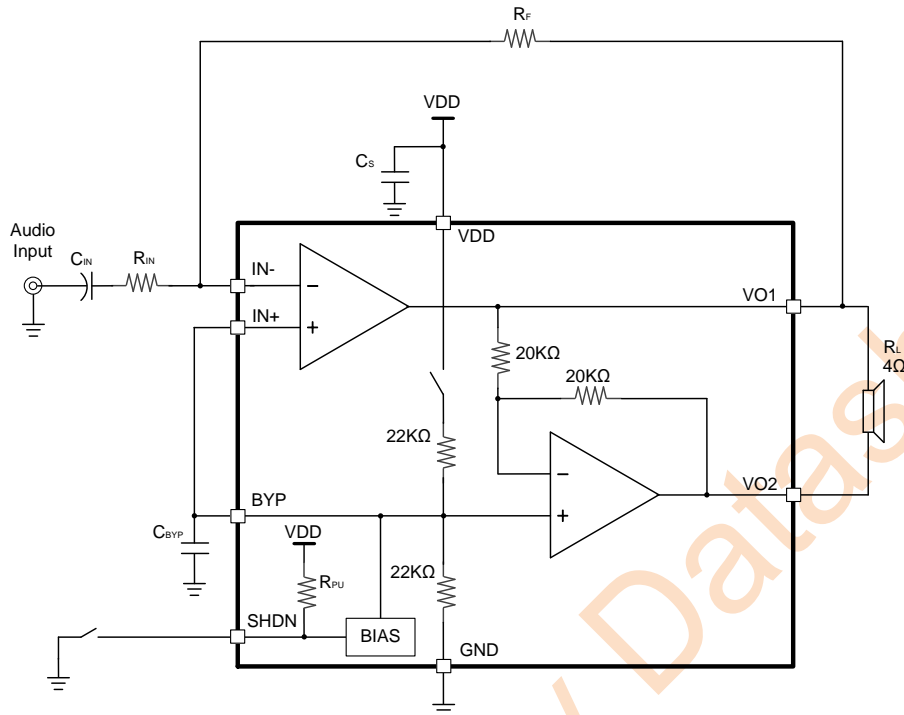 RF
VDD
CS
Audio
Input
CIN
RIN
VDD
IN-
−
VO1
IN+
+
20KΩ
RL
4Ω
20KΩ
22KΩ
−
VO2
BYP
+
CBYP
VDD
22KΩ
RPU
SHDN
BIAS
GND
Datash
y